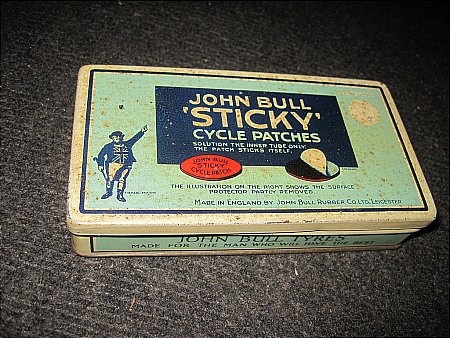 JOHN BULL
'STICKY'
CYCLE PATCHES
SOLUTION THE INNER TUBE ONLY
THE PATCH STICKS ITSELF.
JOHN BULL
"STICKY"
CYCLE PATCH
THE ILLUSTRATION ON THE RIGHT SHOWS THE SURFACE
PROTECTOR PARTLY REMOVED.
MADE IN ENGLAND BY JOHN BULL RUBBER CO. LTD. LEICESTER
JOHN BULL TYRES
MADE FOR THE MAN WHO WILL HAVE THE BEST